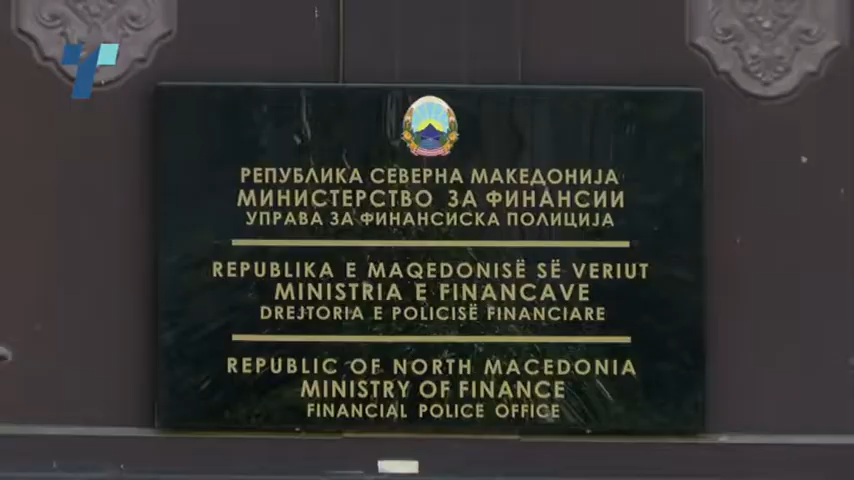 РЕПУБЛИКА СЕВЕРНА МАКЕДОНИЈА
МИНИСТЕРСТВО ЗА ФИНАНСИИ
УПРАВА ЗА ФИНАНСИСКА ПОЛИЦИЈА
REPUBLIKA E MAQEDONISË SË VERIUT
MINISTRIA E FINANCAVE
DREJTORIA E POLICISË FINANCIARE
REPUBLIC OF NORTH MACEDONIA
MINISTRY OF FINANCE
FINANCIAL POLICE OFFICE